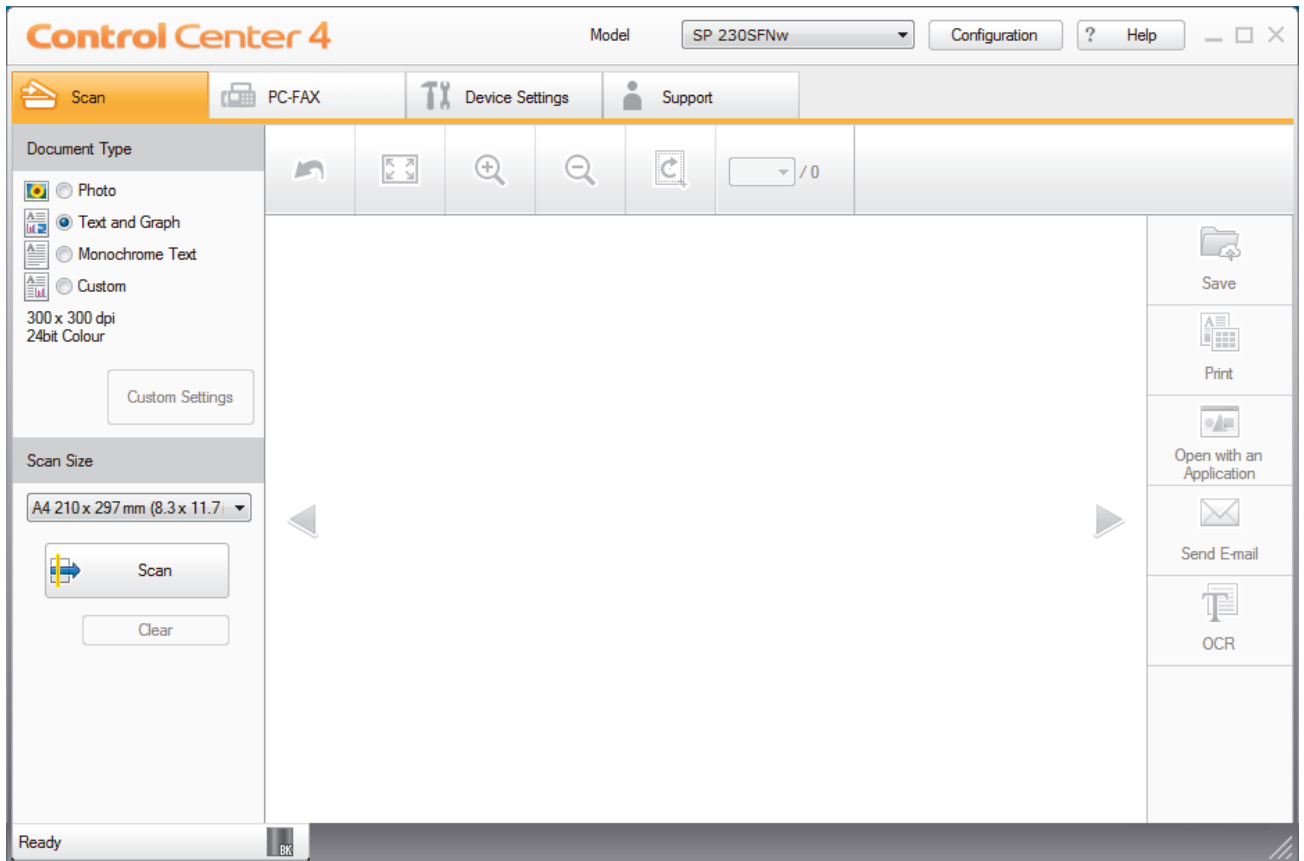 Control Center 4
Model
SP 230SFNw
Configuration
? Help
Scan
PC-FAX
Device Settings
Support
Document Type
Photo
Text and Graph
Monochrome Text
Custom
300 x 300 dpi
24bit Colour
Custom Settings
/ 0
Scan Size
A4 210 x 297 mm (8.3 x 11.7
Scan
Clear
Save
Print
Open with an
Application
Send E-mail
OCR
Ready
BK